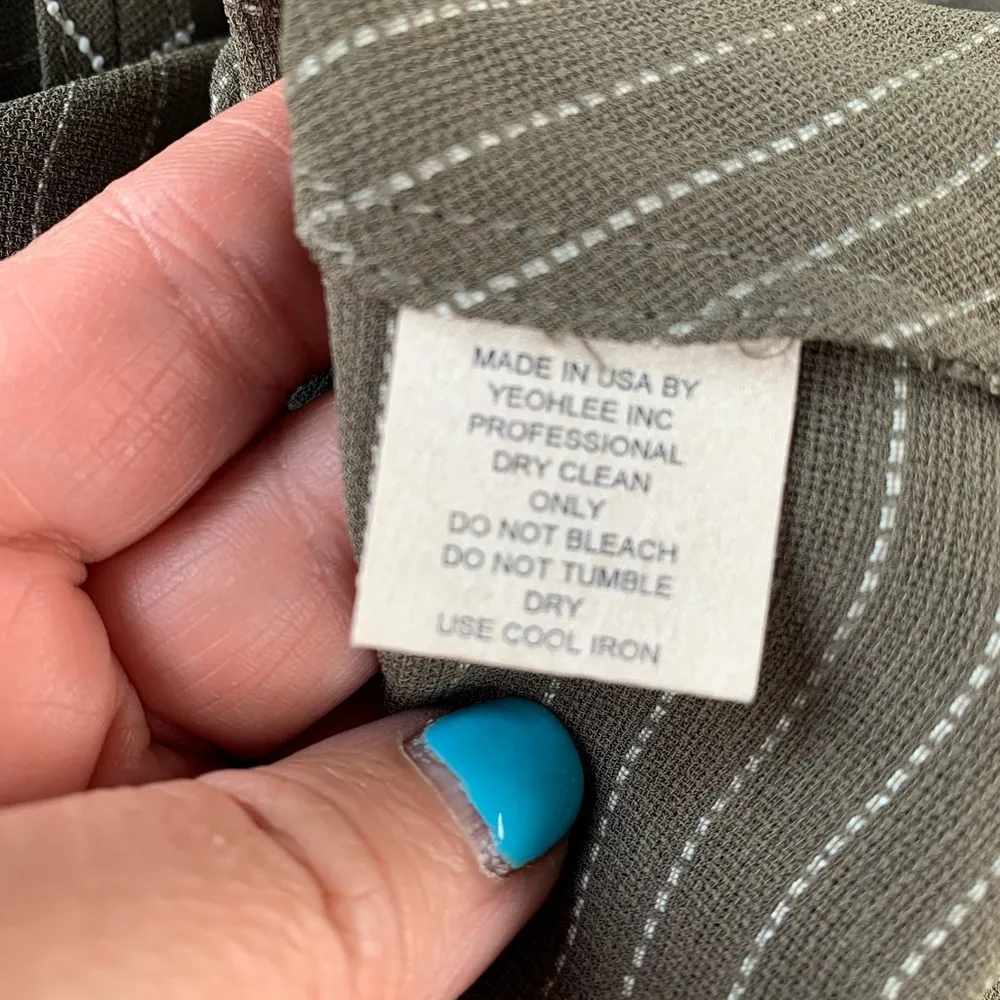 MADE IN USA BY
YEOHLEE INC
PROFESSIONAL
DRY CLEAN
ONLY
DO NOT BLEACH
DO NOT TUMBLE
DRY
USE COOL IRON